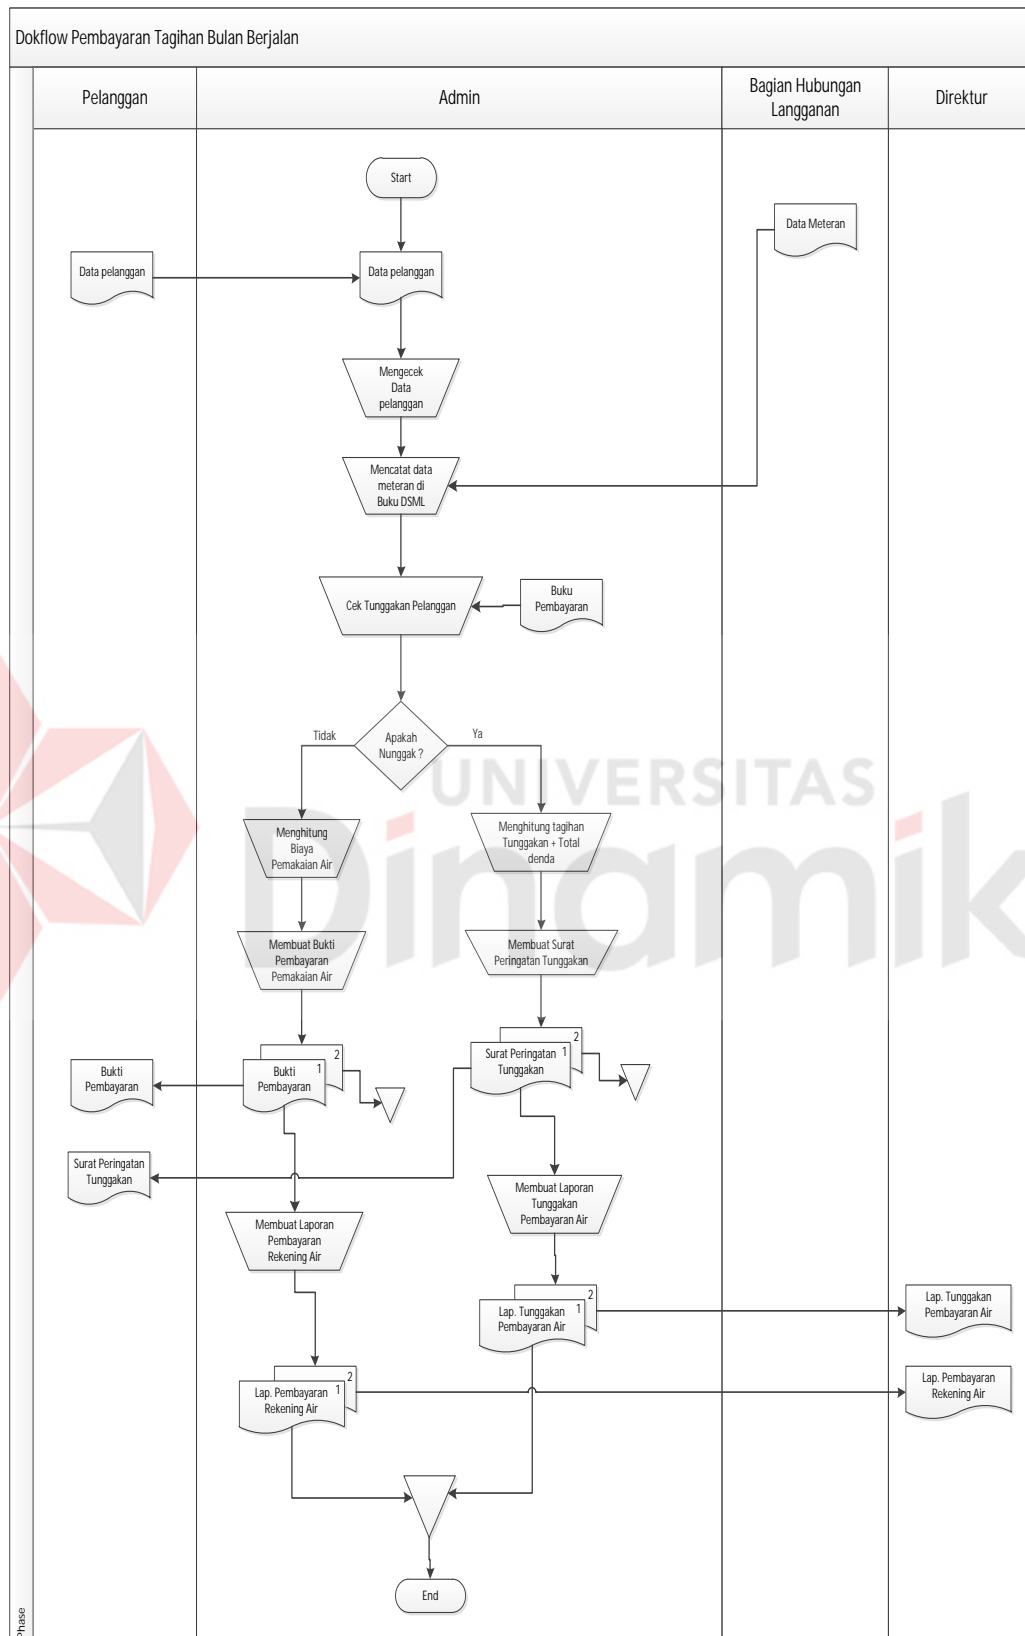 Dokflow Pembayaran Tagihan Bulan Berjalan
Pelanggan
Admin
Bagian Hubungan
Langganan
Direktur
Start
Data Meteran
Data pelanggan
Data pelanggan
Mengecek
Data
pelanggan
Mencatat data
meteran di
Buku DSML
Cek Tunggakan Pelanggan
Buku
Pembayaran
Apakah
Nunggak ?
Tidak
Ya
UNIVERSITAS
Dinamika
Menghitung
Biaya
Pemakaian Air
Menghitung tagihan
Tunggakan + Total
denda
Membuat Bukti
Pembayaran
Pemakaian Air
Membuat Surat
Peringatan Tunggakan
Bukti
Pembayaran
Bukti
Pembayaran
1
2
Surat Peringatan
Tunggakan
1
2
Surat Peringatan
Tunggakan
Membuat Laporan
Tunggakan
Pembayaran Air
Membuat Laporan
Pembayaran
Rekening Air
Lap. Tunggakan
Pembayaran Air
1
2
Lap. Tunggakan
Pembayaran Air
Lap. Pembayaran
Rekening Air
1
2
Lap. Pembayaran
Rekening Air
End
Phase